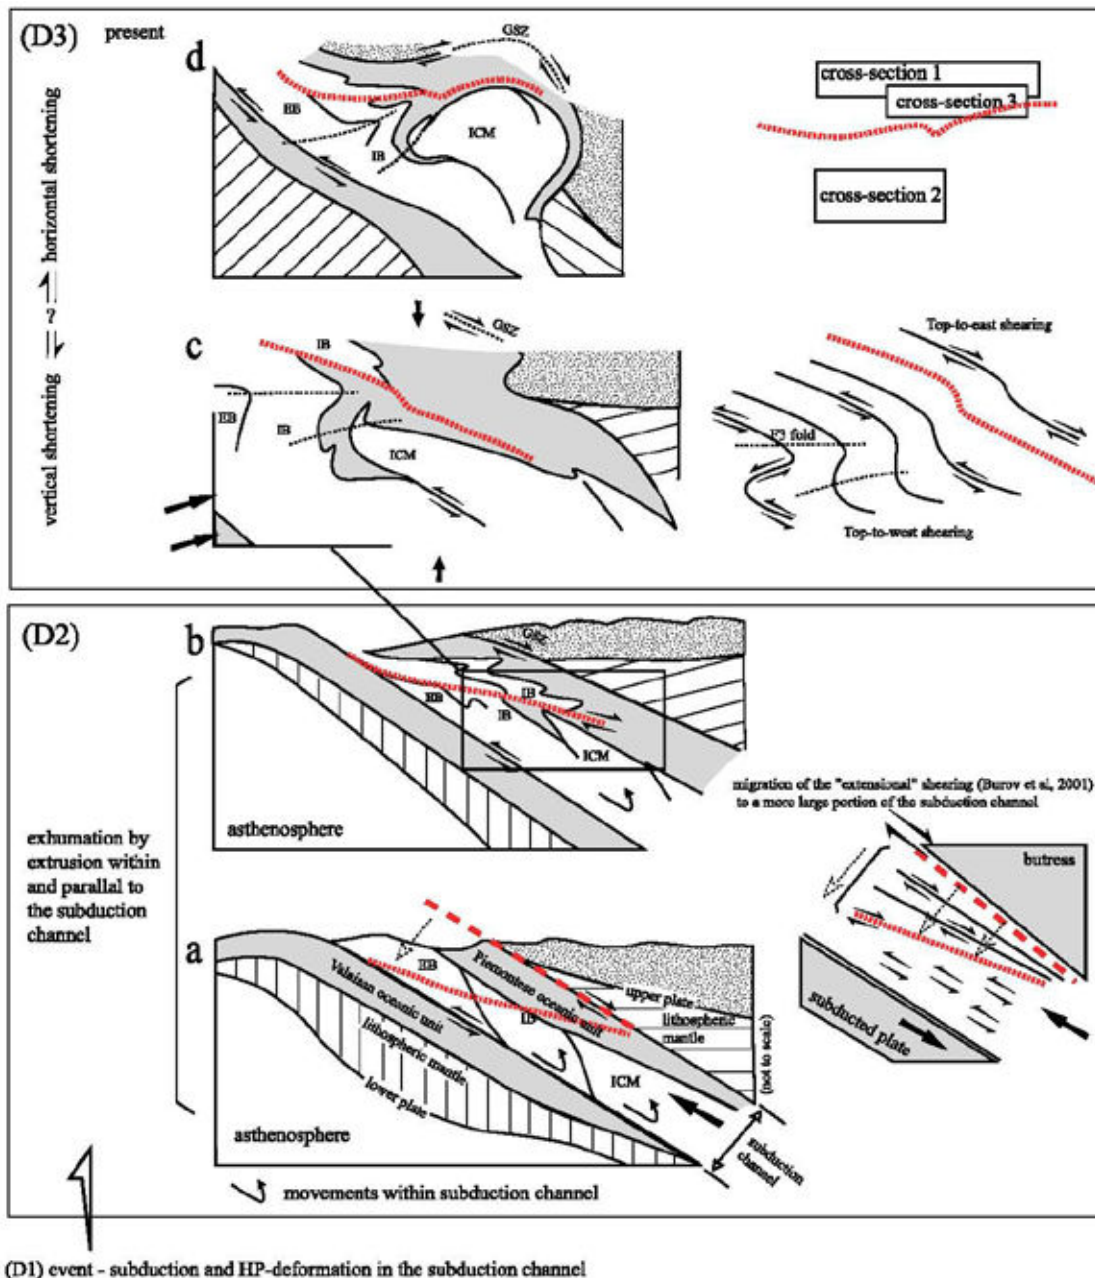 (D3)
present
d
GSZ
EB
IB
ICM
cross-section 1
cross-section 3
cross-section 2
horizontal shortening
?
vertical shortening
c
GSZ
IB
EB
IB
ICM
Top-to-east shearing
F3 fold
Top-to-west shearing
(D2)
b
GSZ
EB
IB
IB
ICM
asthenosphere
migration of the "extensional" shearing (Burov et al, 2001)
to a more large portion of the subduction channel
butress
subducted plate
exhumation by
extrusion within
and parallel to
the subduction
channel
a
EB
Piemontese oceanic unit
Valaisan oceanic unit
IB
upper plate
lithospheric
mantle
(not to scale)
lithospheric mantle
lower plate
ICM
asthenosphere
subduction
channel
movements within subduction channel
(D1) event - subduction and HP-deformation in the subduction channel